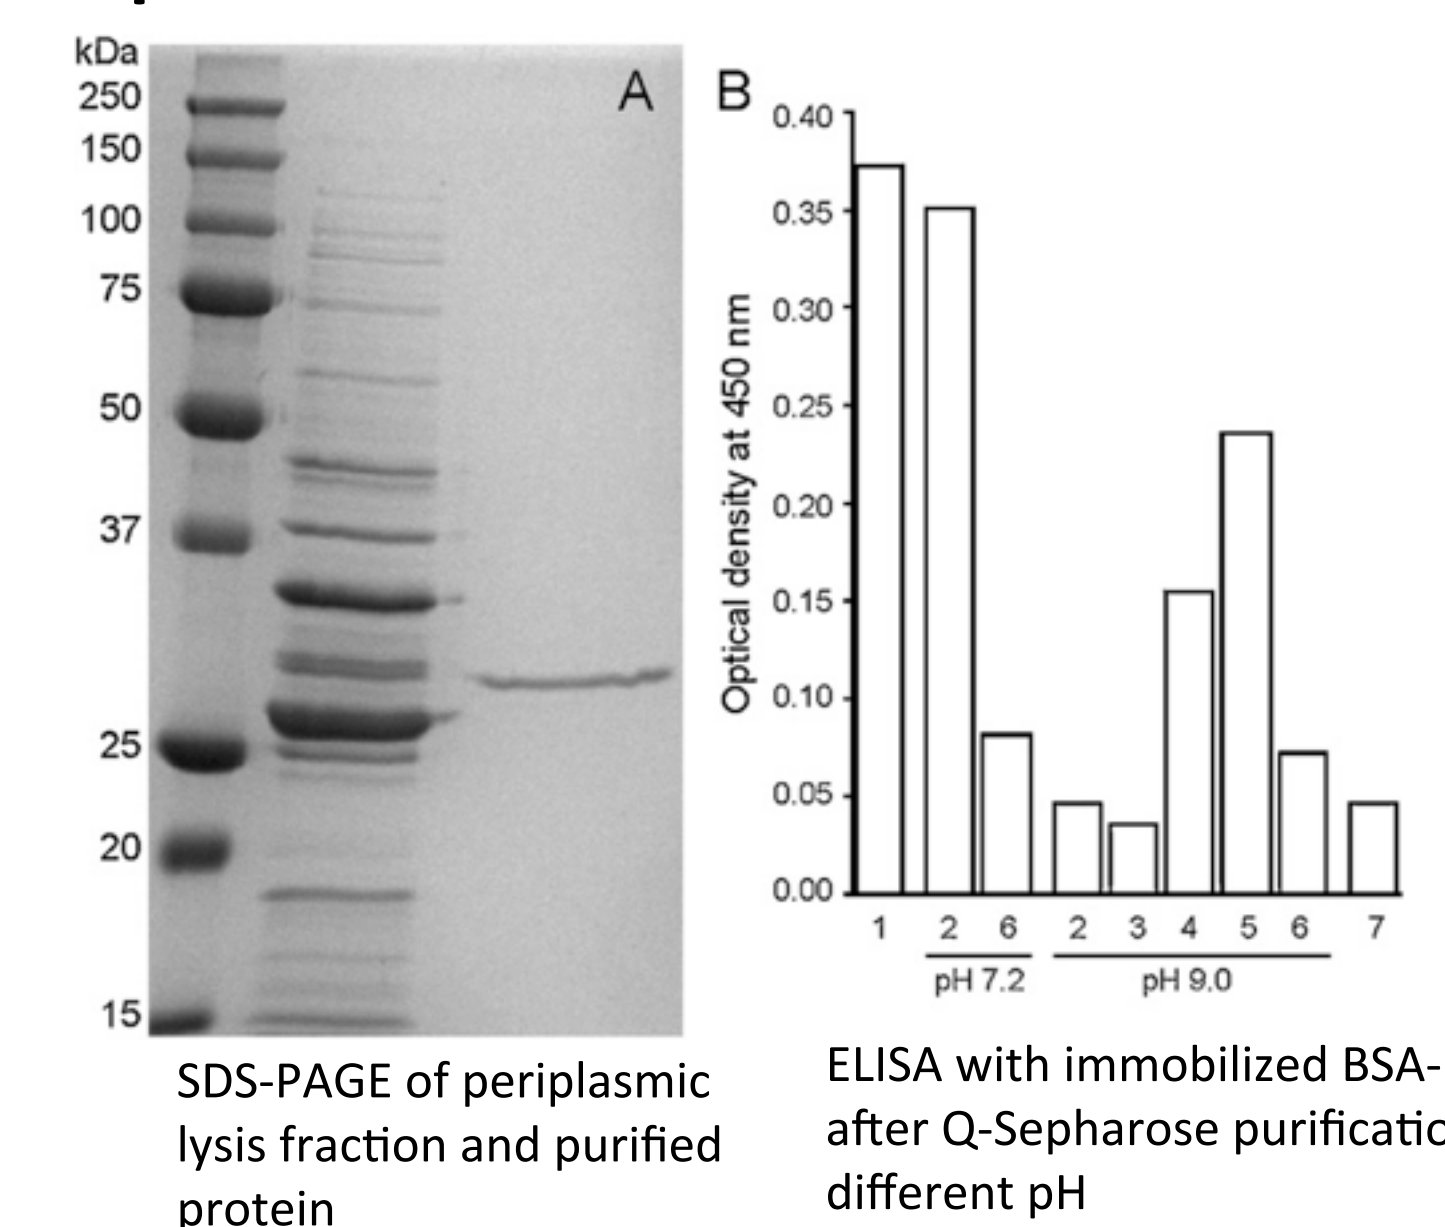 kDa
250
150
100
75
50
37
25
20
15
A
B
Optical density at 450 nm
0.40
0.35
0.30
0.25
0.20
0.15
0.10
0.05
0.00
1 2 6 2 3 4 5 6 7
pH 7.2 pH 9.0
SDS-PAGE of periplasmic
lysis fraction and purified
protein
ELISA with immobilized BSA-
after Q-Sepharose
different pH